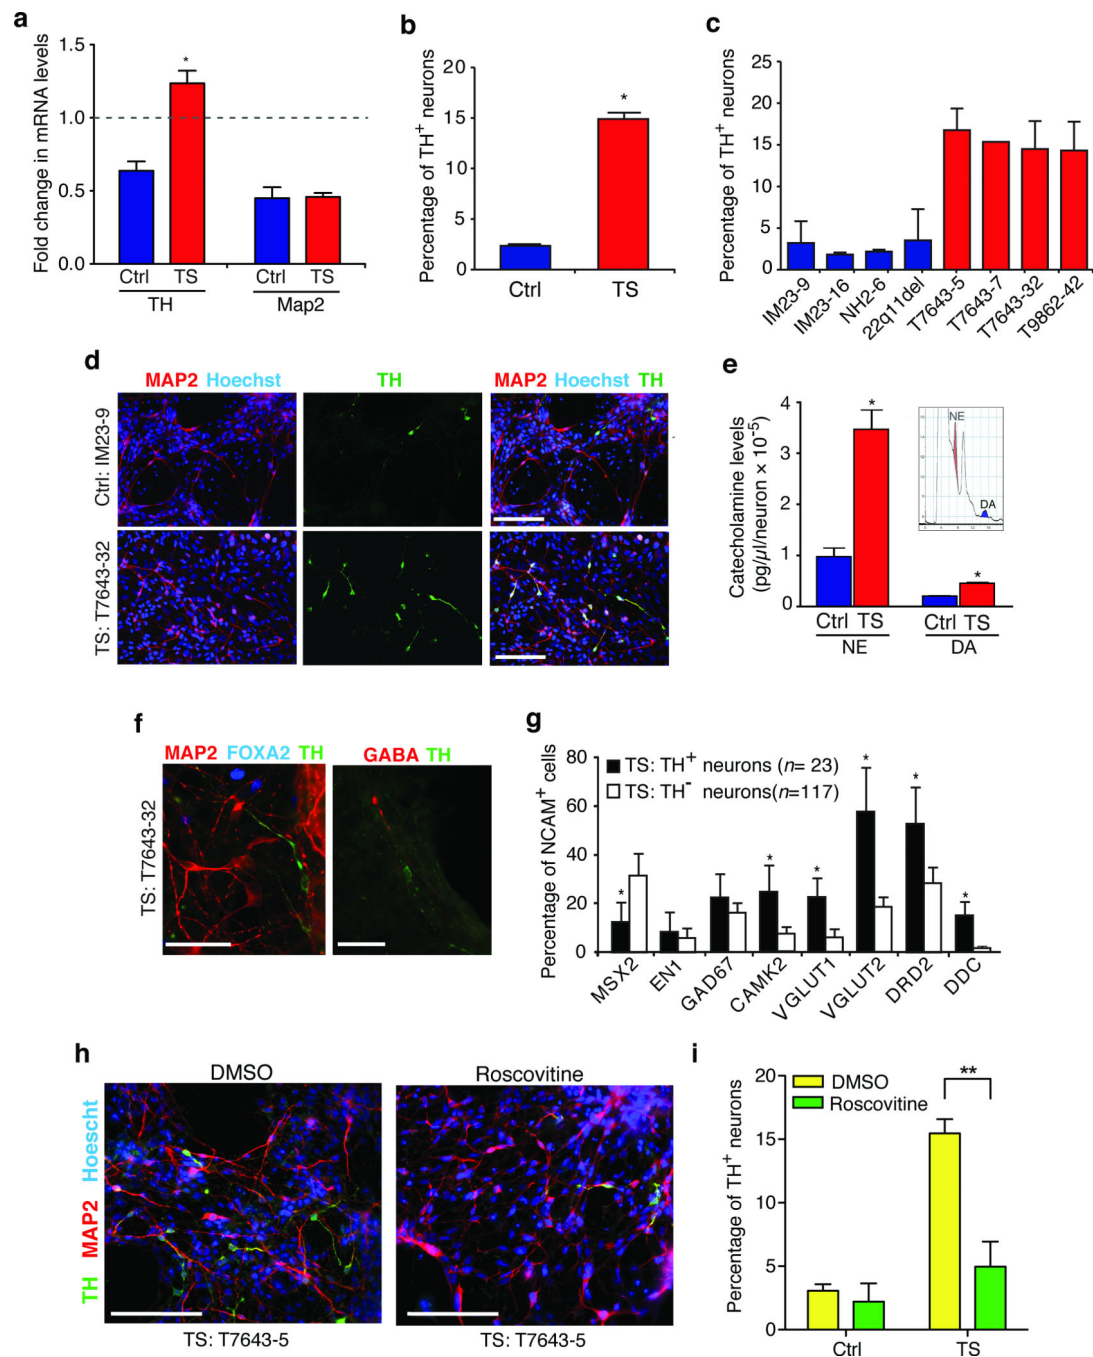 a
Fold change in mRNA levels
1.5
1.0
0.5
0.0
*
Ctrl TS Ctrl TS
TH Map2
b
Percentage of TH+ neurons
20
15
10
5
0
*
Ctrl TS
c
Percentage of TH+ neurons
25
20
15
10
5
0
IM23-9
IM23-16
NH2-6
22q11del
T7643-5
T7643-7
T7643-32
T9862-42
d
MAP2 Hoechst
TH
MAP2 Hoechst TH
Ctrl: IM23-9
TS: T7643-32
e
Catecholamine levels
(pg/µl/neuron × 10-5)
4
3
2
1
0
*
*
NE
DA
Ctrl TS Ctrl TS
NE DA
f
MAP2 FOXA2 TH
GABA TH
TS: T7643-32
g
Percentage of NCAM+ cells
80
60
40
20
0
TS: TH+ neurons (n= 23)
TS: TH- neurons(n=117)
*
*
*
*
*
*
MSX2
EN1
GAD67
CAMK2
VGLUT1
VGLUT2
DRD2
DDC
h
DMSO
Roscovitine
TH MAP2 Hoescht
TS: T7643-5
TS: T7643-5
i
Percentage of TH+ neurons
20
15
10
5
0
DMSO
Roscovitine
**
Ctrl TS